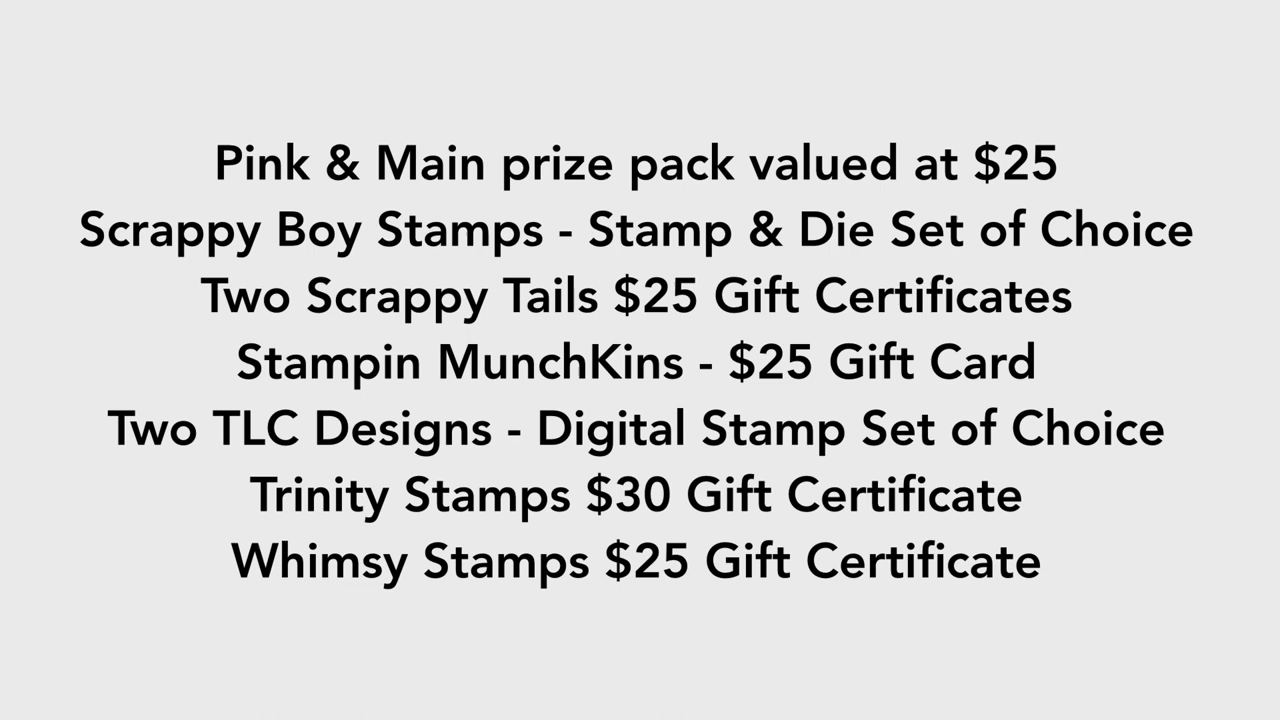 Pink & Main prize pack valued at $25
Scrappy Boy Stamps - Stamp & Die Set of Choice
Two Scrappy Tails $25 Gift Certificates
Stampin MunchKins - $25 Gift Card
Two TLC Designs - Digital Stamp Set of Choice
Trinity Stamps $30 Gift Certificate
Whimsy Stamps $25 Gift Certificate